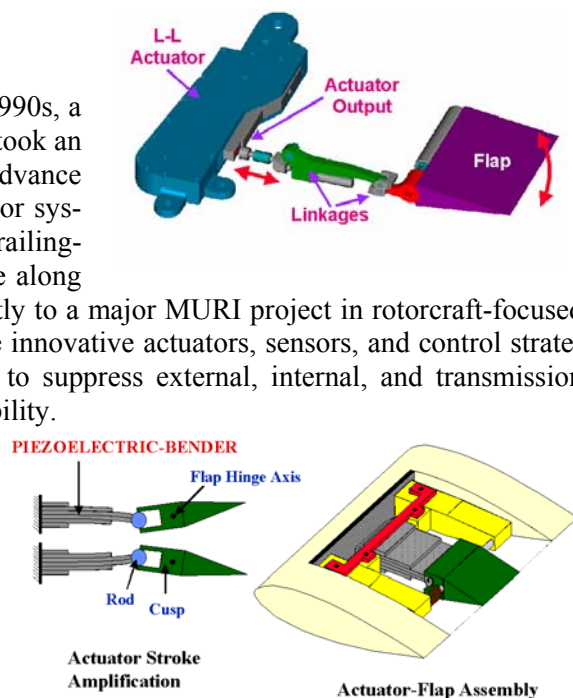 L-L
Actuator
Actuator
Output
Flap
Linkages
990s, a
took an
dvance
or sys-
railing-
e along
tly to a major MURI project in rotorcraft-focused
e innovative actuators, sensors, and control strate
to suppress external, internal, and transmission
bility.
PIEZOELECTRIC-BENDER
Flap Hinge Axis
Rod
Cusp
Actuator Stroke
Amplification
Actuator-Flap Assembly